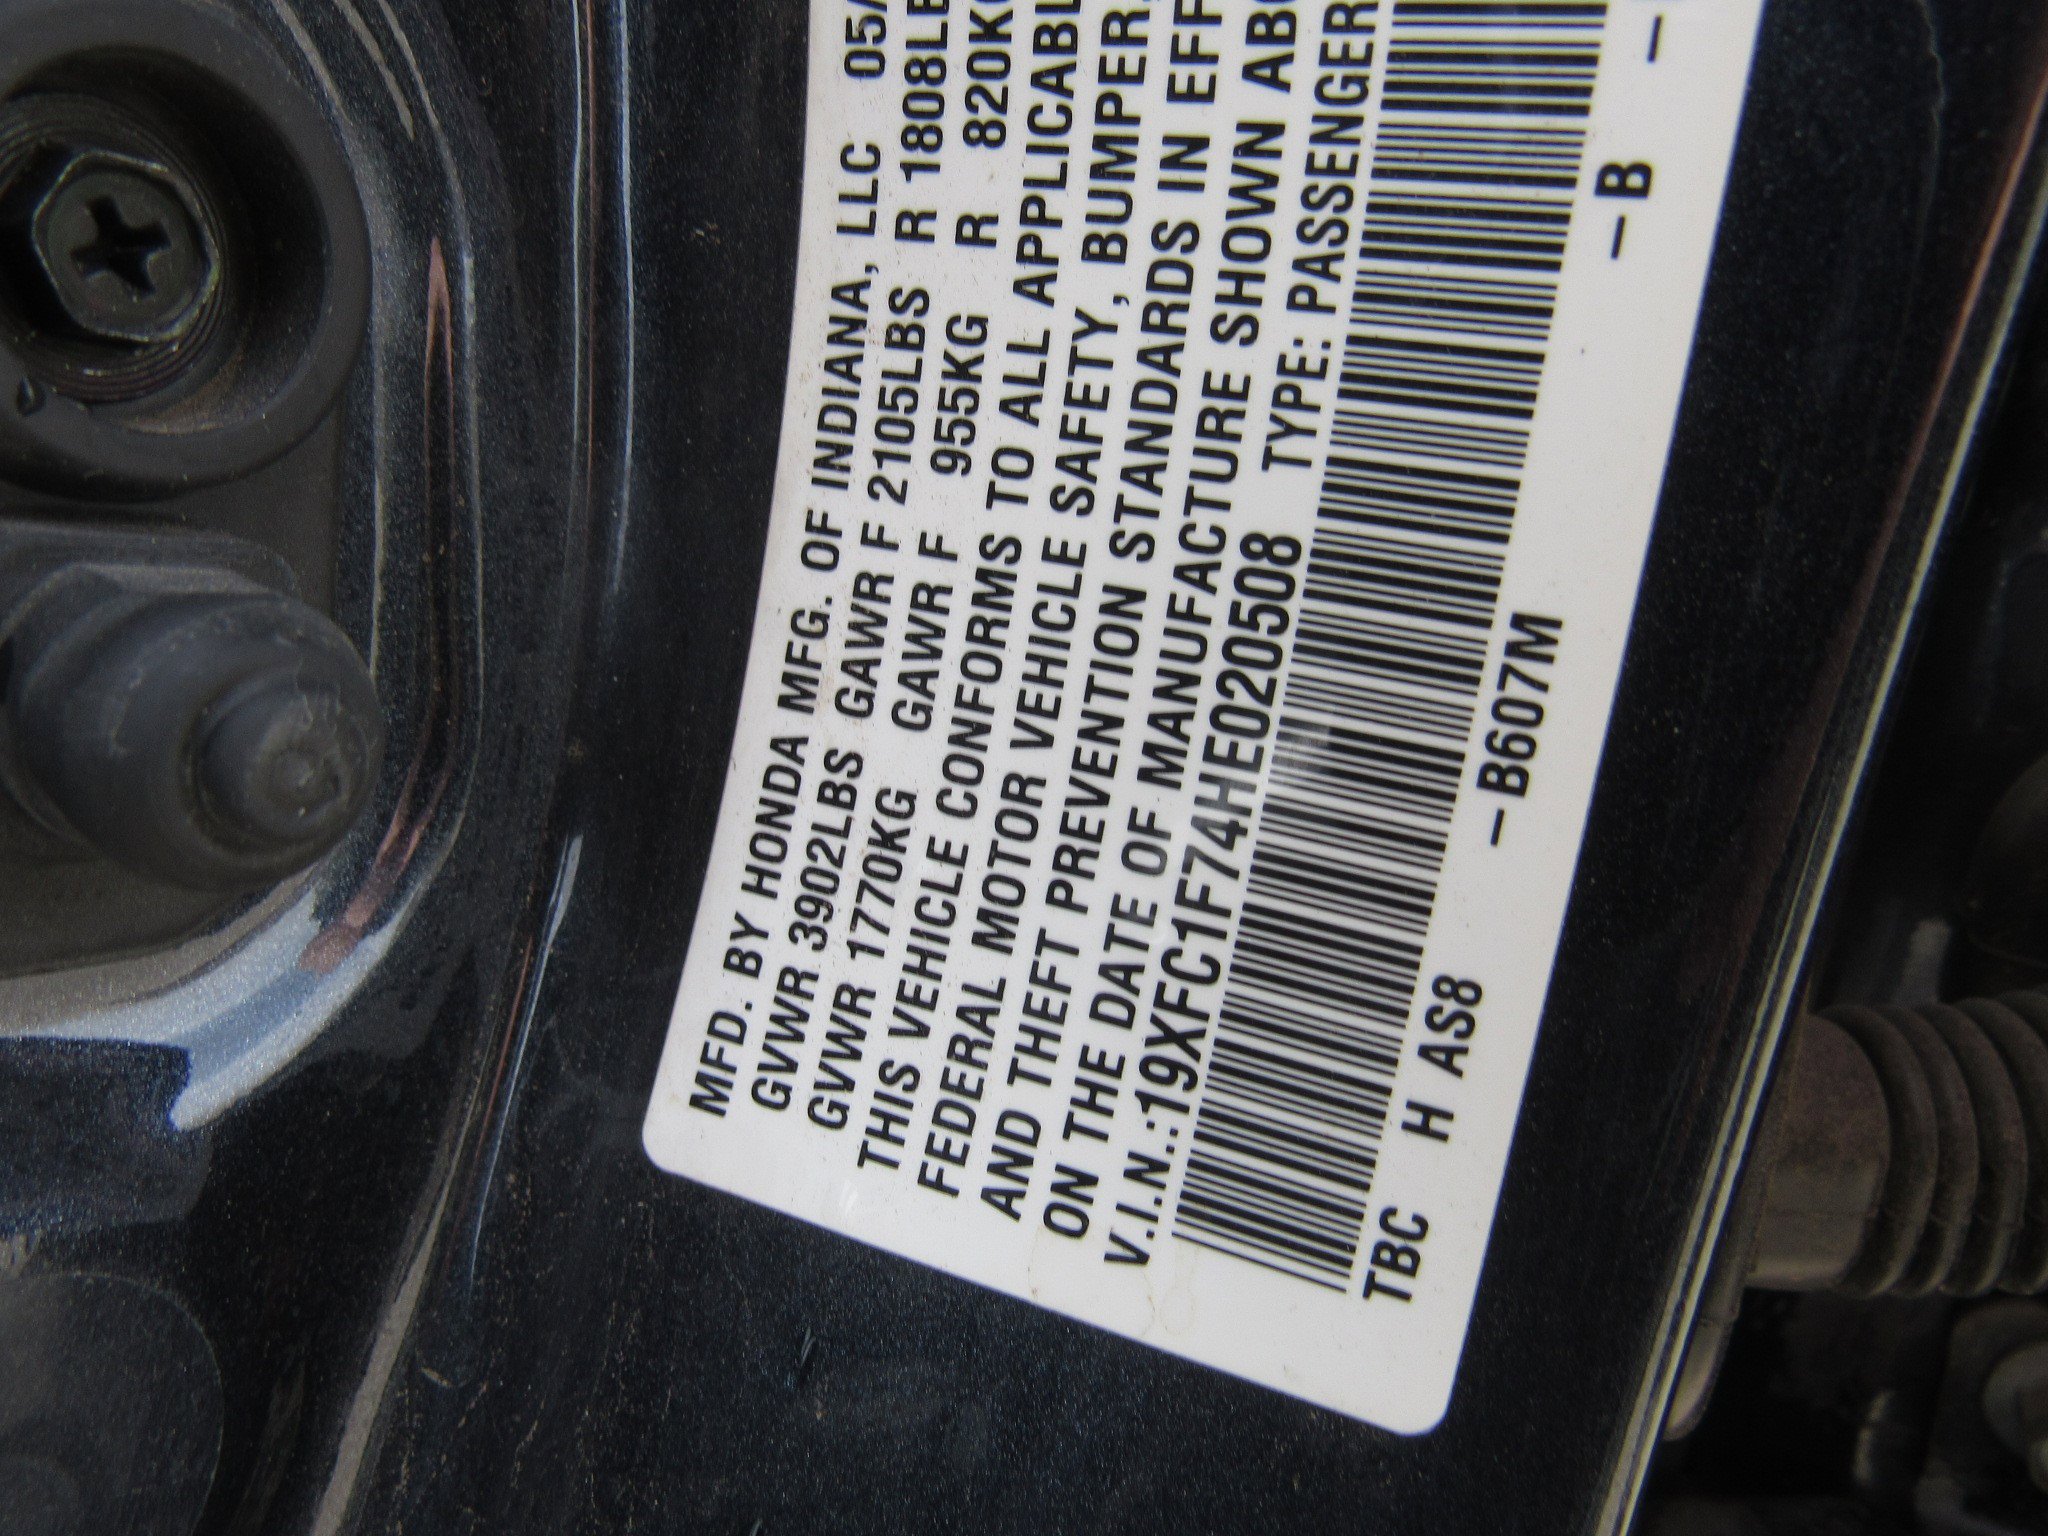 MFD. BY HONDA MFG. OF INDIANA, LLC 05/
GVWR 3902LBS GAWR F 2105LBS R 1808LB
GVWR 1770KG GAWR F 955KG R 820KG
THIS VEHICLE CONFORMS TO ALL APPLICABL
FEDERAL MOTOR VEHICLE SAFETY, BUMPER,
AND THEFT PREVENTION STANDARDS IN EFF
ON THE DATE OF MANUFACTURE SHOWN ABO
V.I.N.:19XFC1F74HE020508 TYPE: PASSENGER
TBC H AS8 –B607M –B –